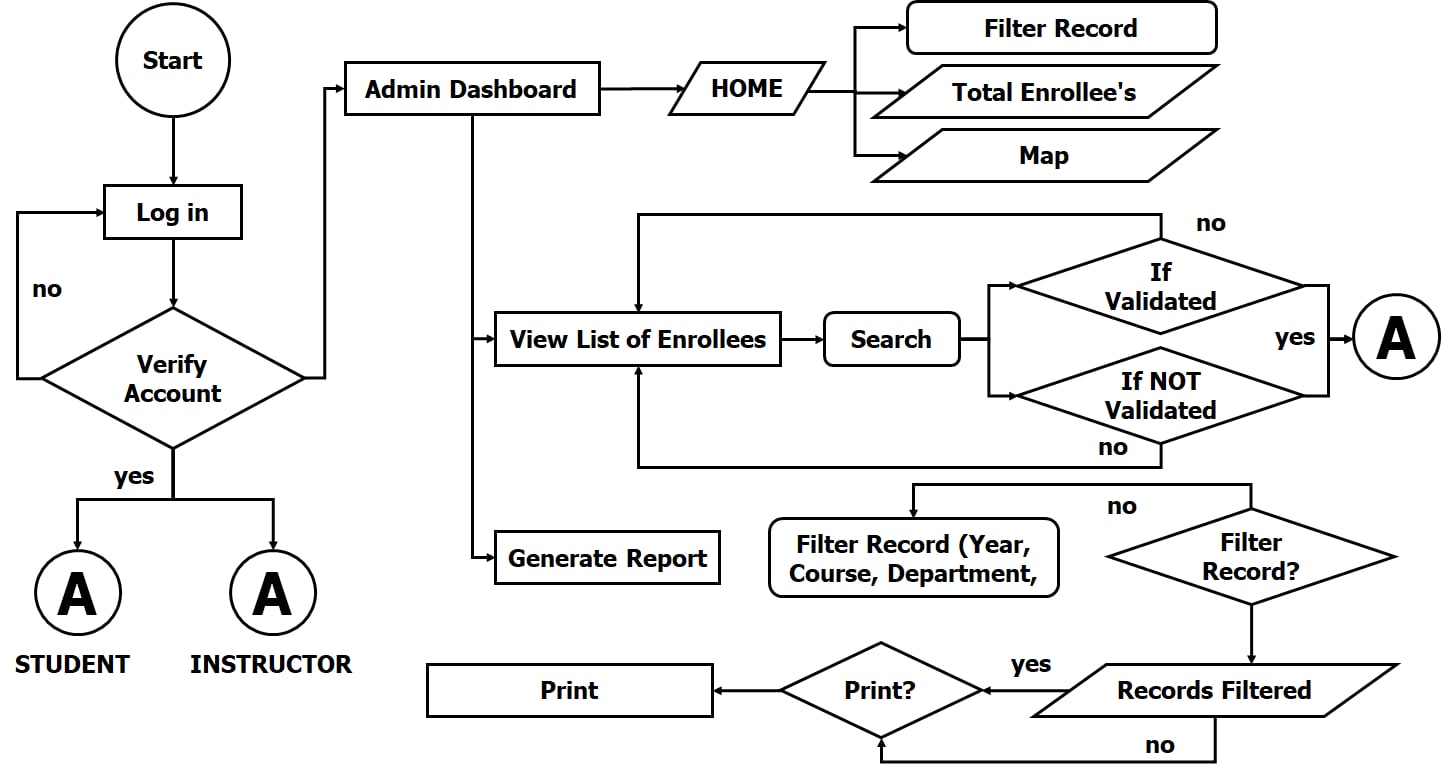 Start
Log in
no
Verify
Account
yes
A
A
STUDENT
INSTRUCTOR
Admin Dashboard
HOME
Filter Record
Total Enrollee's
Map
View List of Enrollees
Search
no
If
Validated
If NOT
Validated
no
yes
A
Generate Report
Filter Record (Year,
Course, Department,
no
Filter
Record?
Records Filtered
yes
no
Print?
Print